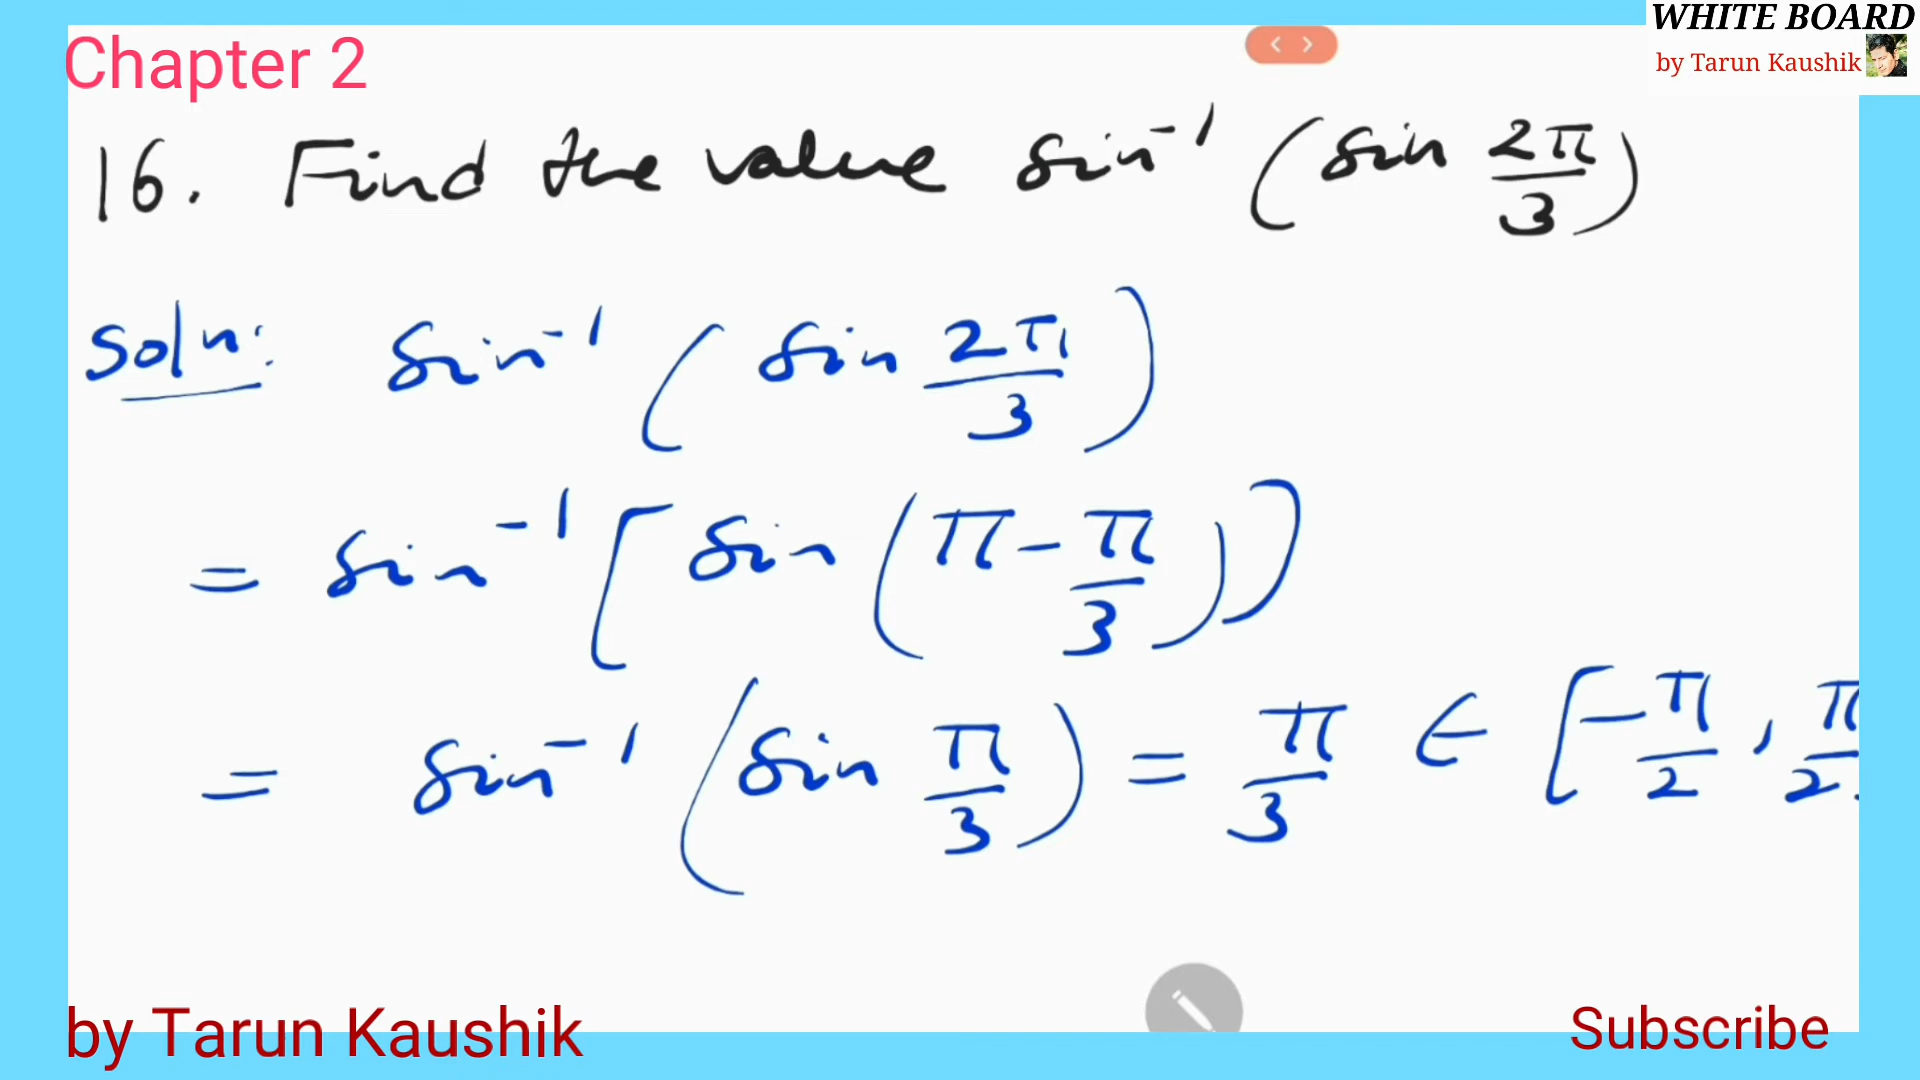 WHITE BOARD
by Tarun Kaushik
Chapter 2
16. Find the value sin⁻¹ (sin 2π/3)
Soln: sin⁻¹ (sin 2π/3)
= sin⁻¹ [sin (π - π/3))
= sin⁻¹ (sin π/3) = π/3 ∈ [-π/2, π/2
by Tarun Kaushik
Subscribe